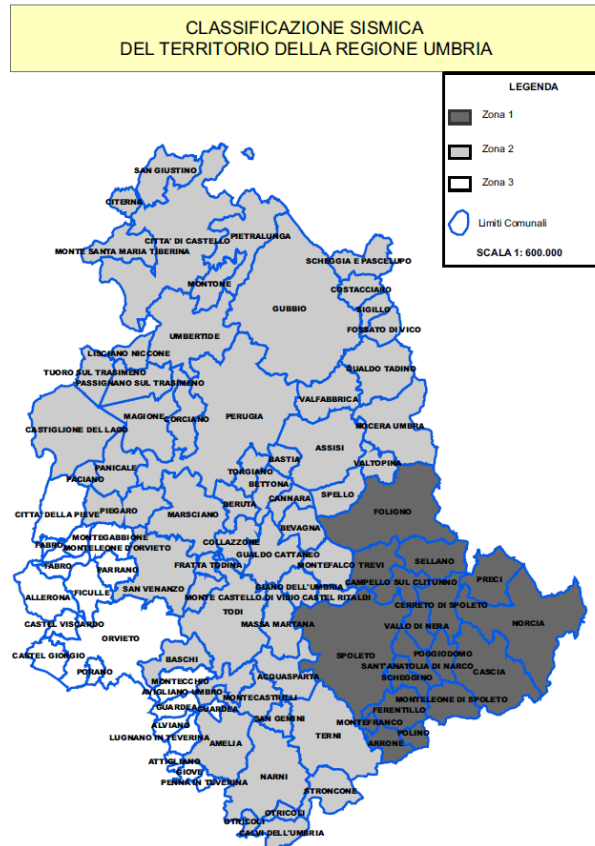 CLASSIFICAZIONE SISMICA
DEL TERRITORIO DELLA REGIONE UMBRIA
LEGENDA
Zona 1
Zona 2
Zona 3
Limiti Comunali
SCALA 1: 600.000
SAN GIUSTINO
CITERNA
CITTA' DI CASTELLO
PIETRALUNGA
MONTE SANTA MARIA TIBERINA
SCHEGGIA E PASCELUPO
MONTONE
COSTACCIARO
GUBBIO
SIGILLO
UMBERTIDE
FOSSATO DI VICO
LISCIANO NICCONE
GUALDO TADINO
TUORO SUL TRASIMENO
PASSIGNANO SUL TRASIMENO
VALFABBRICA
MAGIONE
CORCIANO
PERUGIA
CASTIGLIONE DEL LAGO
NOCERA UMBRA
ASSISI
BASTIA
PANICALE
TORGIANO
VALTOPINA
PACIANO
BETTONA
SPELLO
CANNARA
CITTA' DELLA PIEVE
PIEGARO
MARSCIANO
DERUTA
FOLIGNO
BEVAGNA
MONTEGABBIONE
COLLAZZONE
FABRO
MONTELEONE D'ORVIETO
GUALDO CATTANEO
FABRO
PARRANO
FRATTA TODINA
MONTEFALCO
TREVI
SELLANO
ALLERONA
FICULLE
SAN VENANZO
GIANO DELL'UMBRIA
CAMPELLO SUL CLITUNNO
PRECI
MONTE CASTELLO DI VIBIO
CASTEL RITALDI
TODI
CERRETO DI SPOLETO
CASTEL VISCARDO
MASSA MARTANA
VALLO DI NERA
NORCIA
ORVIETO
CASTEL GIORGIO
BASCHI
SPOLETO
POGGIODOMO
PORANO
SANT'ANATOLIA DI NARCO
CASCIA
MONTECCHIO
ACQUASPARTA
SCHEGGINO
AVIGLIANO UMBRO
MONTECASTRILLI
MONTELEONE DI SPOLETO
GUARDEA
GUARDEA
FERENTILLO
ALVIANO
SAN GEMINI
MONTEFRANCO
LUGNANO IN TEVERINA
TERNI
POLINO
AMELIA
ARRONE
ATTIGLIANO
GIOVE
NARNI
PENNA IN TEVERINA
STRONCONE
OTRICOLI
OTRICOLI
CALVI DELL'UMBRIA